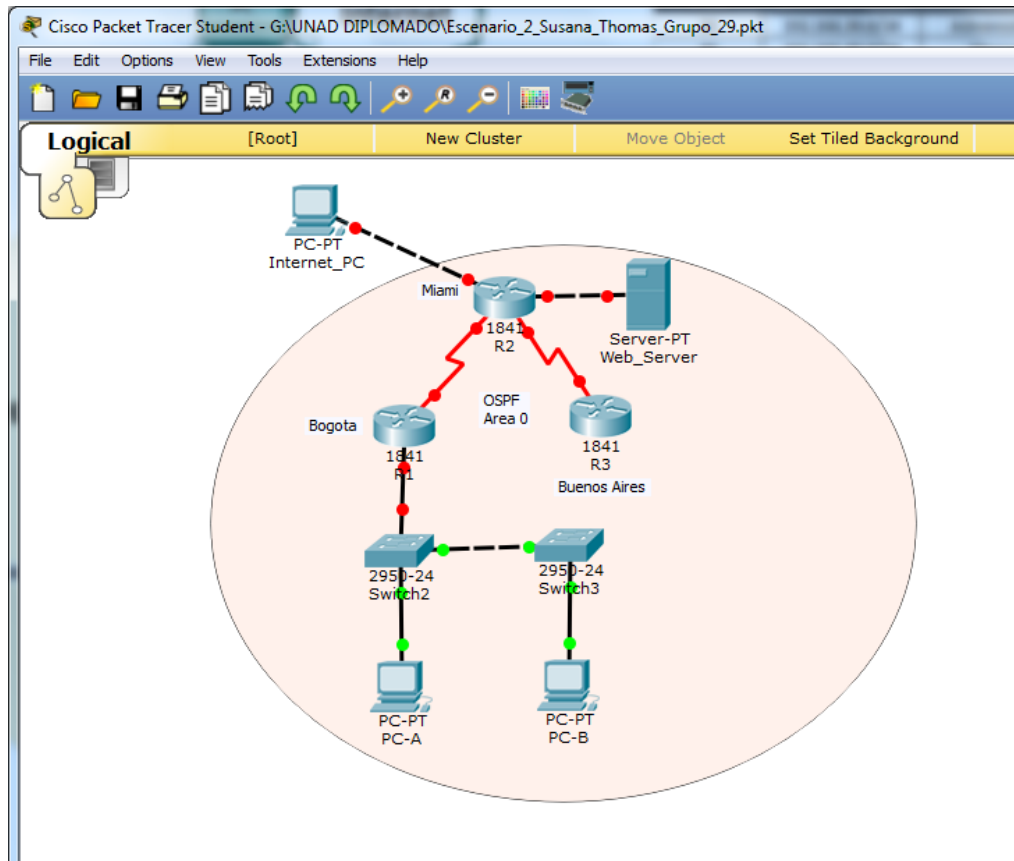 Cisco Packet Tracer Student - G:\UNAD DIPLOMADO\Escenario_2_Susana_Thomas_Grupo_29.pkt
File Edit Options View Tools Extensions Help
Logical [Root] New Cluster Move Object Set Tiled Background
PC-PT
Internet_PC
Miami
1841
R2
Server-PT
Web_Server
OSPF
Area 0
Bogota
1841
R1
1841
R3
Buenos Aires
2950-24
Switch2
2950-24
Switch3
PC-PT
PC-A
PC-PT
PC-B